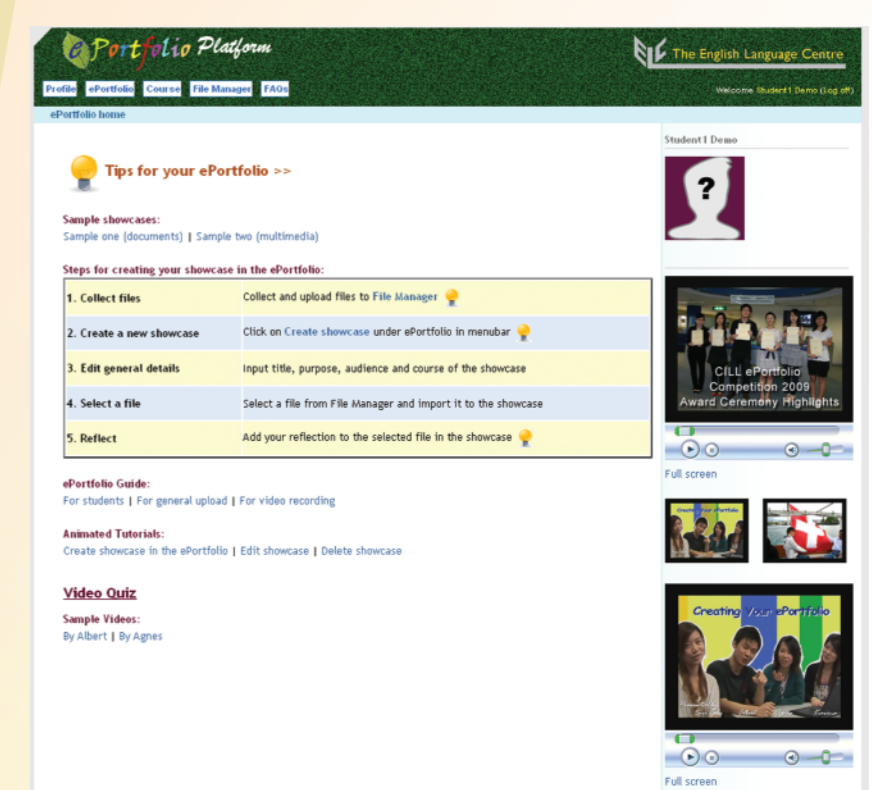 ePortfolio Platform
ELC The English Language Centre
Profile ePortfolio Course File Manager FAQs
Welcome Student1 Demo (Log off)
ePortfolio home
Student1 Demo
Tips for your ePortfolio >>
?
Sample showcases:
Sample one (documents) | Sample two (multimedia)
Steps for creating your showcase in the ePortfolio:
1. Collect files Collect and upload files to File Manager
2. Create a new showcase Click on Create showcase under ePortfolio in menubar
3. Edit general details Input title, purpose, audience and course of the showcase
4. Select a file Select a file from File Manager and import it to the showcase
5. Reflect Add your reflection to the selected file in the showcase
CILL ePortfolio
Competition 2009
Award Ceremony Highlights
Full screen
ePortfolio Guide:
For students | For general upload | For video recording
Animated Tutorials:
Create showcase in the ePortfolio | Edit showcase | Delete showcase
Creating Your ePortfolio
Video Quiz
Sample Videos:
By Albert | By Agnes
Creating Your ePortfolio
Full screen